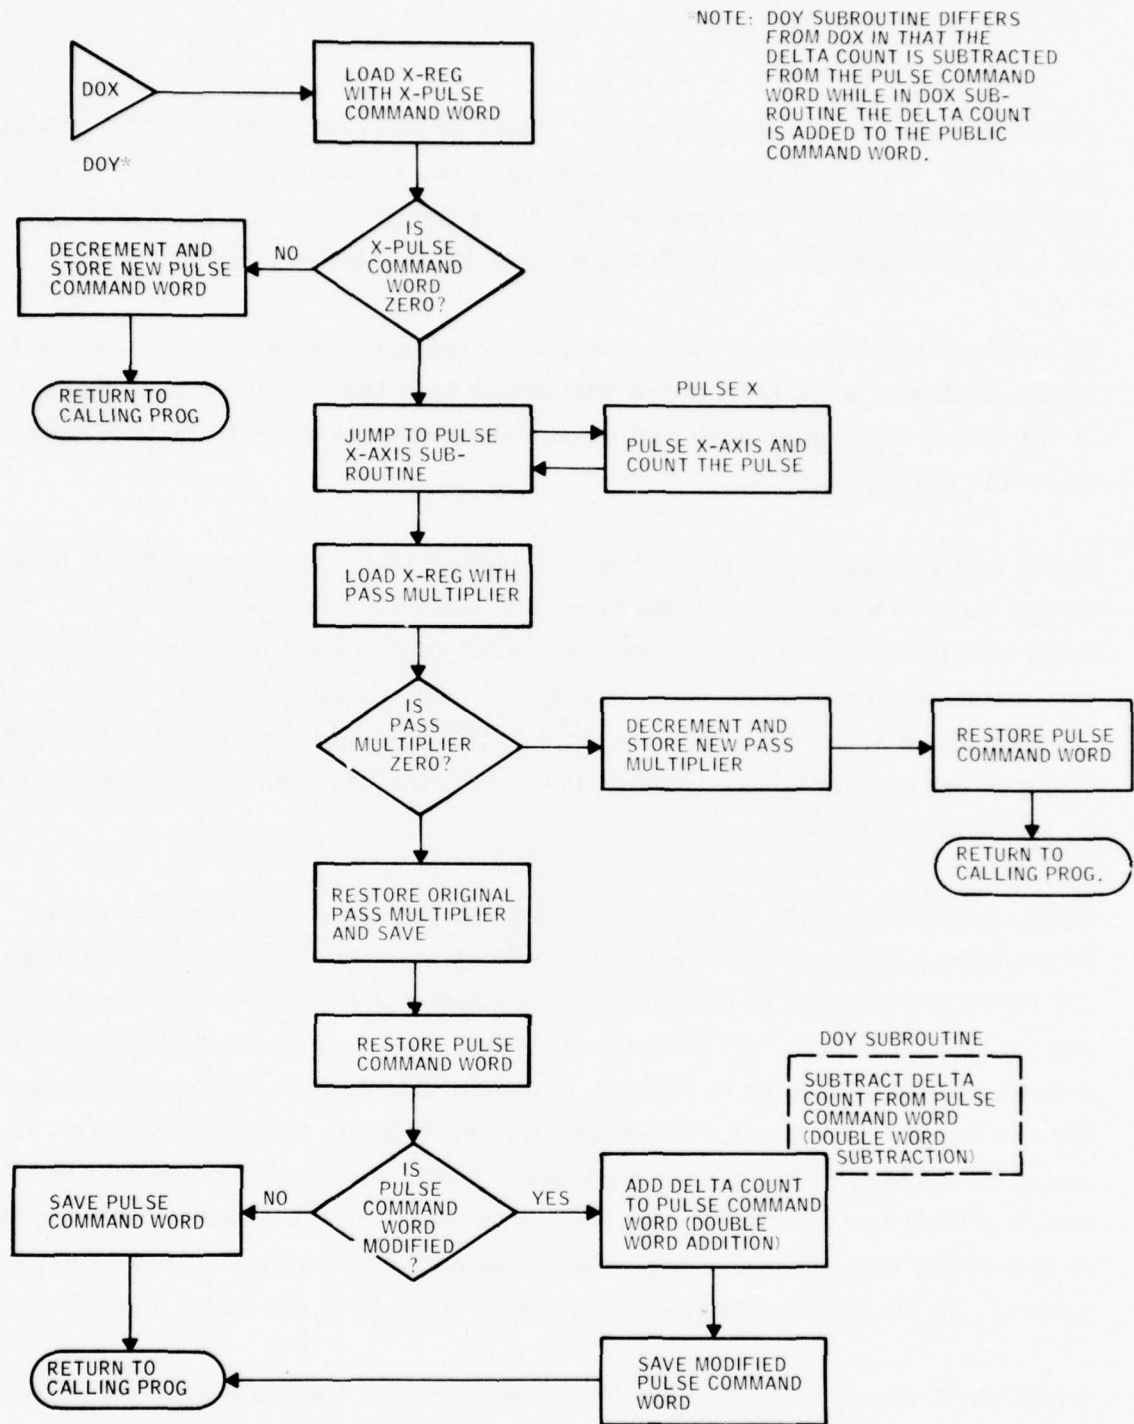 *NOTE: DOY SUBROUTINE DIFFERS
FROM DOX IN THAT THE
DELTA COUNT IS SUBTRACTED
FROM THE PULSE COMMAND
WORD WHILE IN DOX SUB-
ROUTINE THE DELTA COUNT
IS ADDED TO THE PUBLIC
COMMAND WORD.
DOX
DOY*
LOAD X-REG
WITH X-PULSE
COMMAND WORD
IS
X-PULSE
COMMAND
WORD
ZERO?
NO
DECREMENT AND
STORE NEW PULSE
COMMAND WORD
RETURN TO
CALLING PROG
JUMP TO PULSE
X-AXIS SUB-
ROUTINE
PULSE X
PULSE X-AXIS AND
COUNT THE PULSE
LOAD X-REG WITH
PASS MULTIPLIER
IS
PASS
MULTIPLIER
ZERO?
DECREMENT AND
STORE NEW PASS
MULTIPLIER
RESTORE PULSE
COMMAND WORD
RETURN TO
CALLING PROG.
RESTORE ORIGINAL
PASS MULTIPLIER
AND SAVE
RESTORE PULSE
COMMAND WORD
IS
PULSE
COMMAND
WORD
MODIFIED
?
NO
SAVE PULSE
COMMAND WORD
YES
DOY SUBROUTINE
SUBTRACT DELTA
COUNT FROM PULSE
COMMAND WORD
(DOUBLE WORD
SUBTRACTION)
ADD DELTA COUNT
TO PULSE COMMAND
WORD (DOUBLE
WORD ADDITION)
SAVE MODIFIED
PULSE COMMAND
WORD
RETURN TO
CALLING PROG